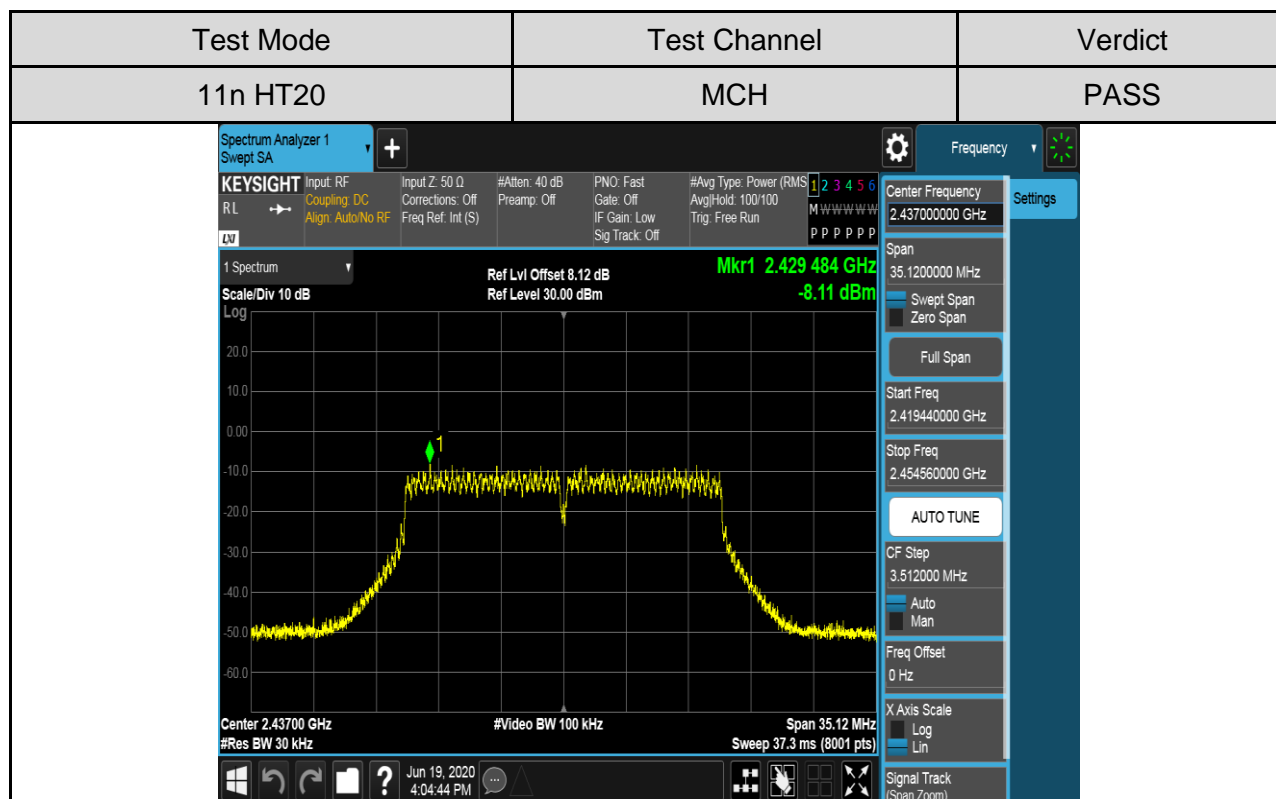 Test Mode Test Channel Verdict
11n HT20 MCH PASS
Spectrum Analyzer 1
Swept SA
+
Frequency
KEYSIGHT
RL
LXI
Input: RF
Coupling: DC
Align: Auto/No RF
Input Z: 50 Ω
Corrections: Off
Freq Ref: Int (S)
#Atten: 40 dB
Preamp: Off
PNO: Fast
Gate: Off
IF Gain: Low
Sig Track: Off
#Avg Type: Power (RMS
Avg|Hold: 100/100
Trig: Free Run
1 2 3 4 5 6
M W W W W W
P P P P P P
1 Spectrum
Scale/Div 10 dB
Ref Lvl Offset 8.12 dB
Ref Level 30.00 dBm
Mkr1 2.429 484 GHz
-8.11 dBm
Log
20.0
10.0
0.00
-10.0
-20.0
-30.0
-40.0
-50.0
-60.0
1
Center 2.43700 GHz
#Res BW 30 kHz
#Video BW 100 kHz
Span 35.12 MHz
Sweep 37.3 ms (8001 pts)
Center Frequency
2.437000000 GHz
Settings
Span
35.1200000 MHz
Swept Span
Zero Span
Full Span
Start Freq
2.419440000 GHz
Stop Freq
2.454560000 GHz
AUTO TUNE
CF Step
3.512000 MHz
Auto
Man
Freq Offset
0 Hz
X Axis Scale
Log
Lin
Signal Track
(Span Zoom)
?
Jun 19, 2020
4:04:44 PM